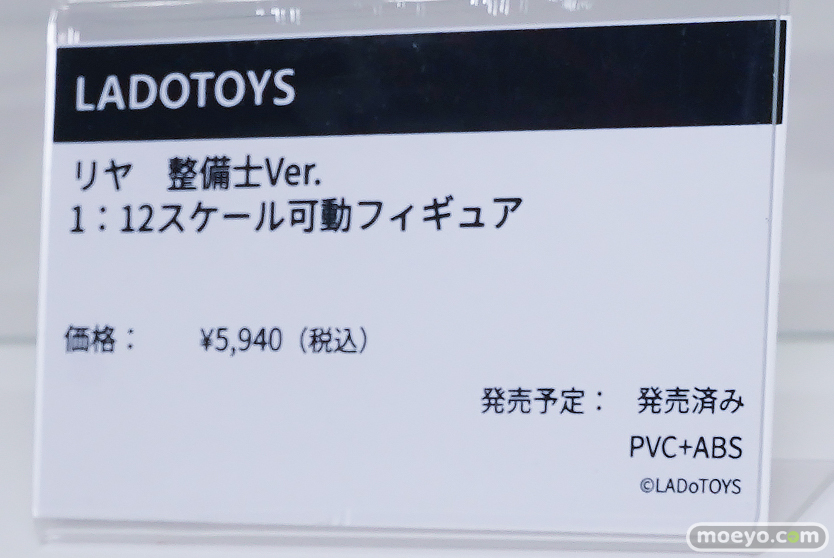 LADOTOYS
リヤ　整備士Ver.
1：12スケール可動フィギュア
価格：　　¥5,940（税込）
発売予定：　発売済み
PVC+ABS
©LADoTOYS
moeyo.com